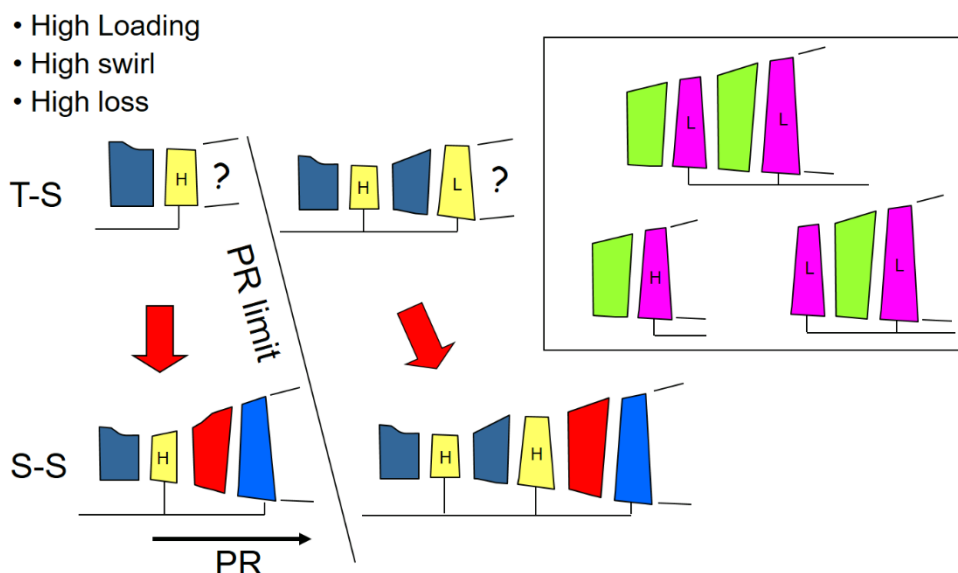 • High Loading
• High swirl
• High loss
T-S
H
?
H
L
?
PR limit
L
L
H
L
L
S-S
H
H
H
PR